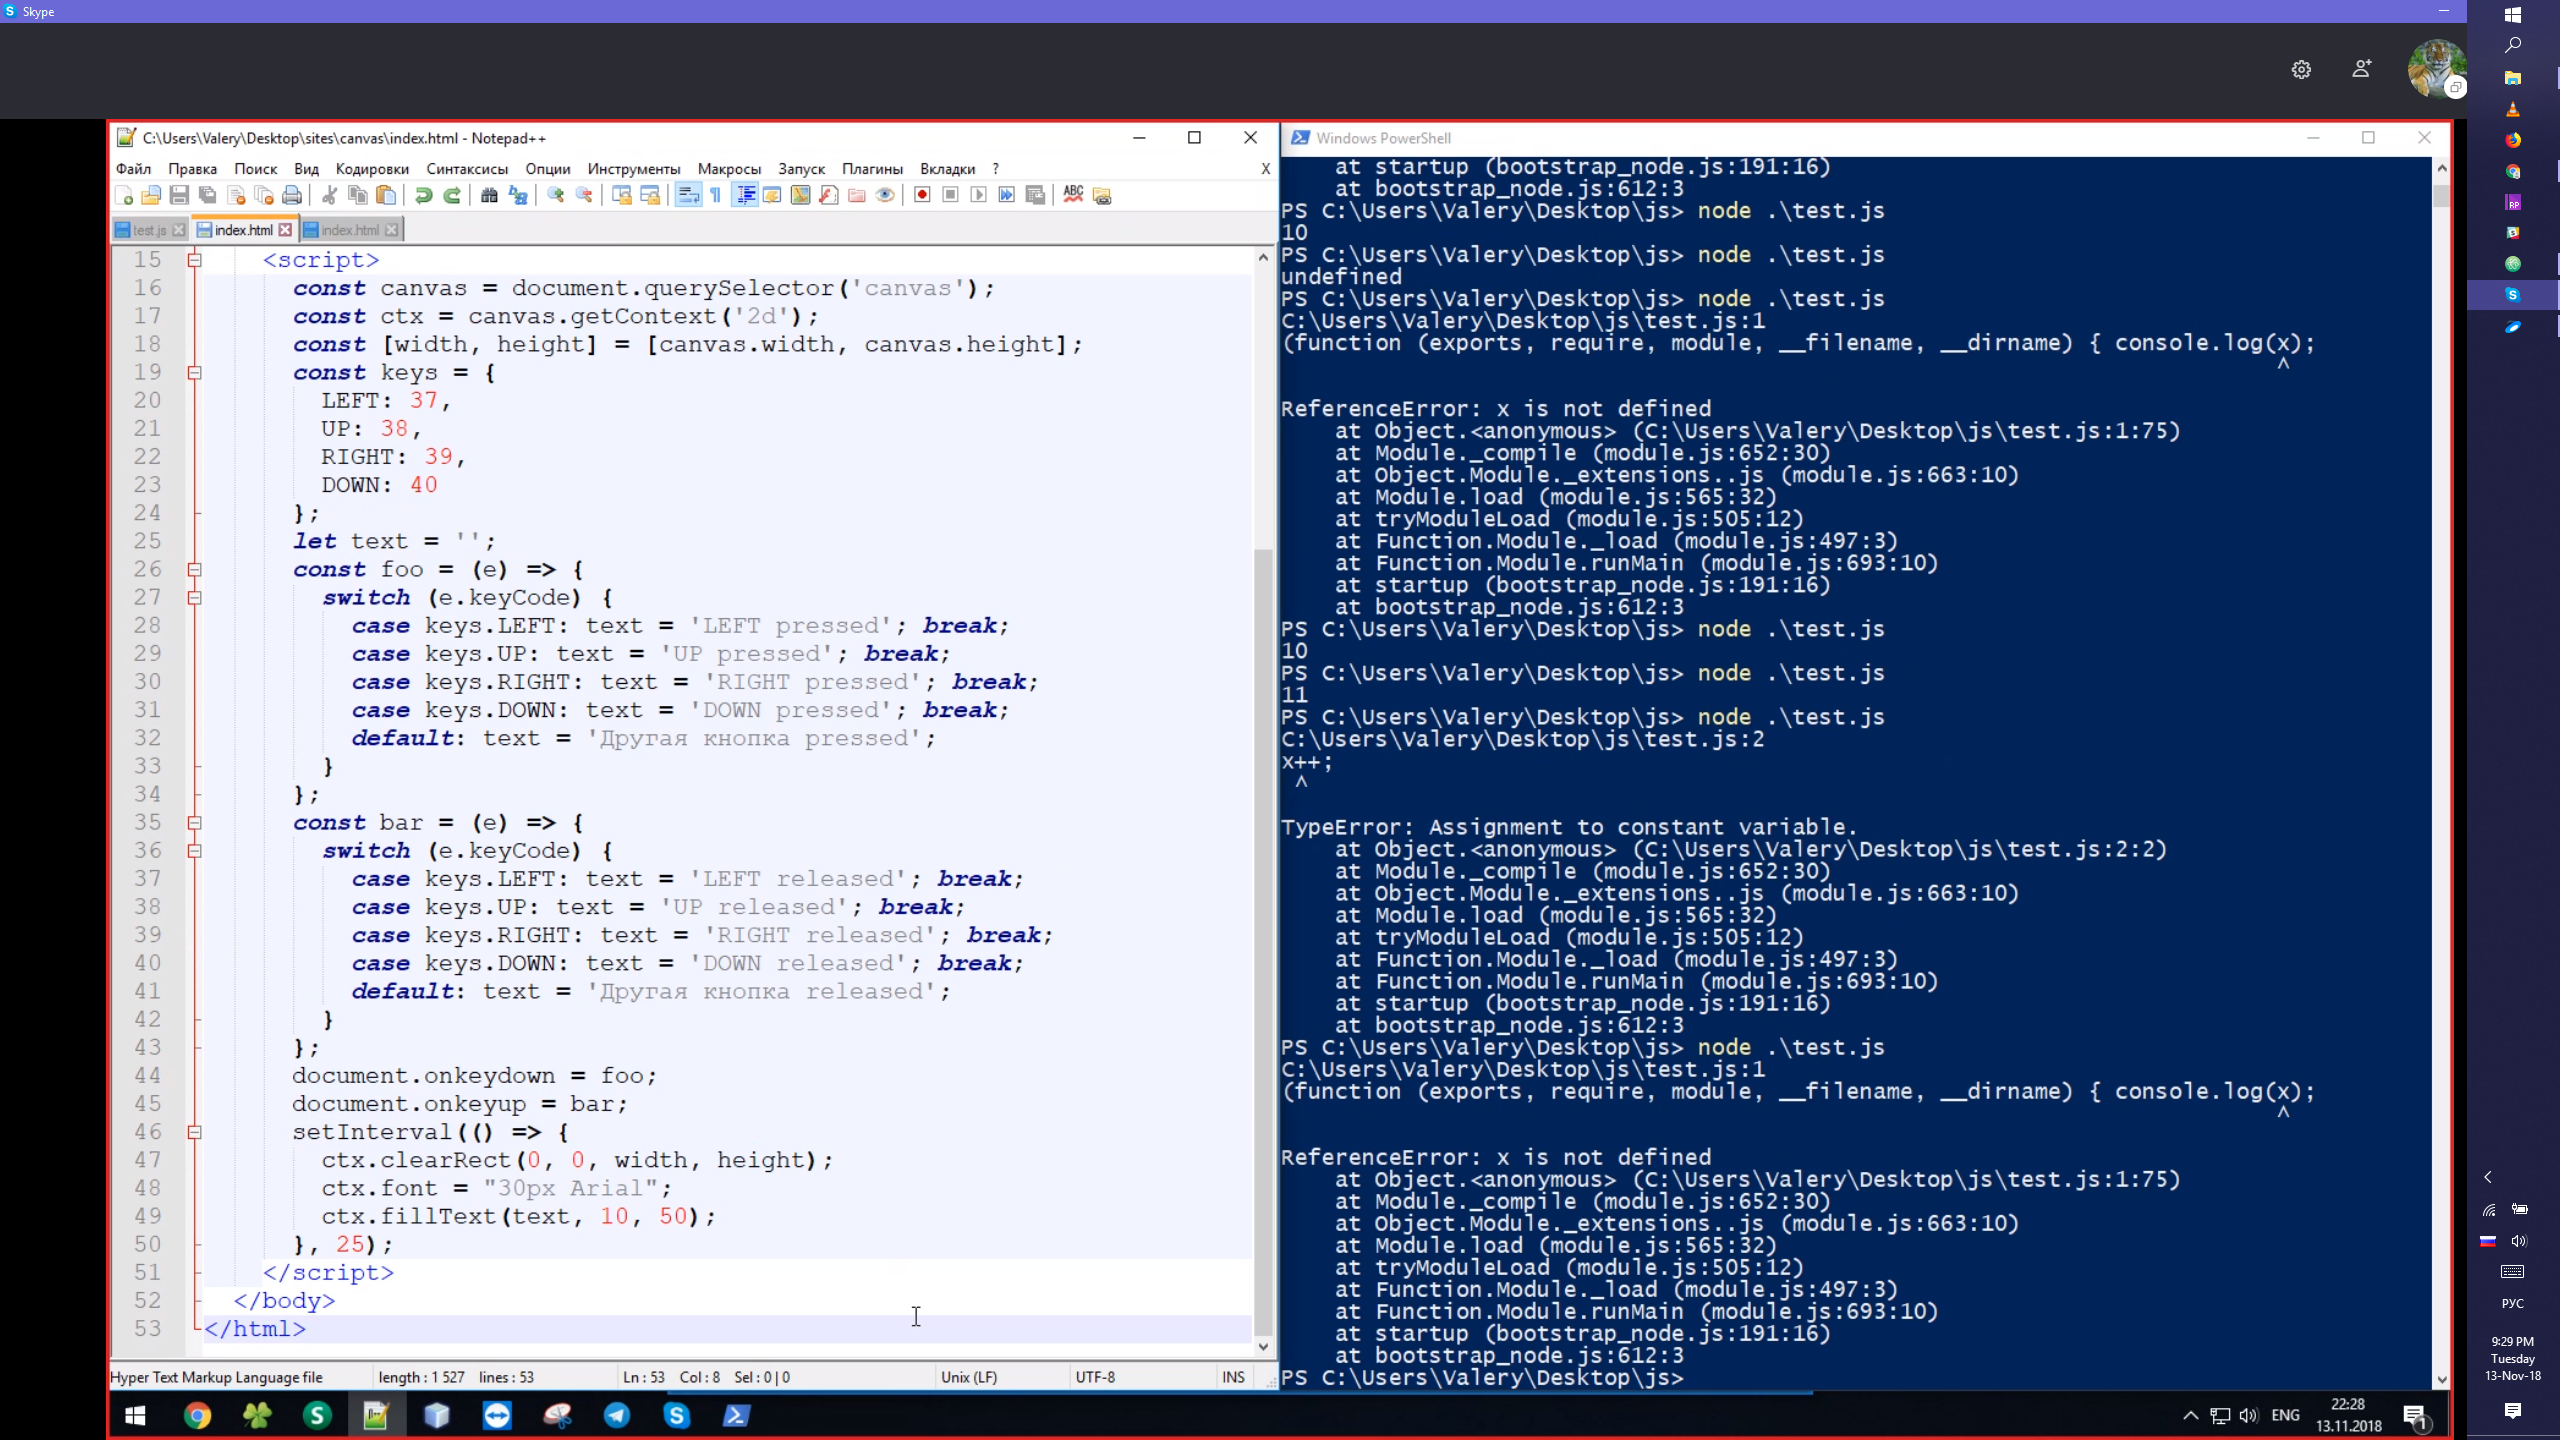 Skype
C:\Users\Valery\Desktop\sites\canvas\index.html - Notepad++
Файл Правка Поиск Вид Кодировки Синтаксисы Опции Инструменты Макросы Запуск Плагины Вкладки ? X
test.js index.html index.html
15 <script>
16 const canvas = document.querySelector('canvas');
17 const ctx = canvas.getContext('2d');
18 const [width, height] = [canvas.width, canvas.height];
19 const keys = {
20 LEFT: 37,
21 UP: 38,
22 RIGHT: 39,
23 DOWN: 40
24 };
25 let text = '';
26 const foo = (e) => {
27 switch (e.keyCode) {
28 case keys.LEFT: text = 'LEFT pressed'; break;
29 case keys.UP: text = 'UP pressed'; break;
30 case keys.RIGHT: text = 'RIGHT pressed'; break;
31 case keys.DOWN: text = 'DOWN pressed'; break;
32 default: text = 'Другая кнопка pressed';
33 }
34 };
35 const bar = (e) => {
36 switch (e.keyCode) {
37 case keys.LEFT: text = 'LEFT released'; break;
38 case keys.UP: text = 'UP released'; break;
39 case keys.RIGHT: text = 'RIGHT released'; break;
40 case keys.DOWN: text = 'DOWN released'; break;
41 default: text = 'Другая кнопка released';
42 }
43 };
44 document.onkeydown = foo;
45 document.onkeyup = bar;
46 setInterval(() => {
47 ctx.clearRect(0, 0, width, height);
48 ctx.font = "30px Arial";
49 ctx.fillText(text, 10, 50);
50 }, 25);
51 </script>
52 </body>
53 </html>
Hyper Text Markup Language file length : 1 527 lines : 53 Ln : 53 Col : 8 Sel : 0 | 0 Unix (LF) UTF-8 INS
Windows PowerShell
at startup (bootstrap_node.js:191:16)
at bootstrap_node.js:612:3
PS C:\Users\Valery\Desktop\js> node .\test.js
10
PS C:\Users\Valery\Desktop\js> node .\test.js
undefined
PS C:\Users\Valery\Desktop\js> node .\test.js
C:\Users\Valery\Desktop\js\test.js:1
(function (exports, require, module, __filename, __dirname) { console.log(x);
^
ReferenceError: x is not defined
at Object.<anonymous> (C:\Users\Valery\Desktop\js\test.js:1:75)
at Module._compile (module.js:652:30)
at Object.Module._extensions..js (module.js:663:10)
at Module.load (module.js:565:32)
at tryModuleLoad (module.js:505:12)
at Function.Module._load (module.js:497:3)
at Function.Module.runMain (module.js:693:10)
at startup (bootstrap_node.js:191:16)
at bootstrap_node.js:612:3
PS C:\Users\Valery\Desktop\js> node .\test.js
10
PS C:\Users\Valery\Desktop\js> node .\test.js
11
PS C:\Users\Valery\Desktop\js> node .\test.js
C:\Users\Valery\Desktop\js\test.js:2
x++;
^
TypeError: Assignment to constant variable.
at Object.<anonymous> (C:\Users\Valery\Desktop\js\test.js:2:2)
at Module._compile (module.js:652:30)
at Object.Module._extensions..js (module.js:663:10)
at Module.load (module.js:565:32)
at tryModuleLoad (module.js:505:12)
at Function.Module._load (module.js:497:3)
at Function.Module.runMain (module.js:693:10)
at startup (bootstrap_node.js:191:16)
at bootstrap_node.js:612:3
PS C:\Users\Valery\Desktop\js> node .\test.js
C:\Users\Valery\Desktop\js\test.js:1
(function (exports, require, module, __filename, __dirname) { console.log(x);
^
ReferenceError: x is not defined
at Object.<anonymous> (C:\Users\Valery\Desktop\js\test.js:1:75)
at Module._compile (module.js:652:30)
at Object.Module._extensions..js (module.js:663:10)
at Module.load (module.js:565:32)
at tryModuleLoad (module.js:505:12)
at Function.Module._load (module.js:497:3)
at Function.Module.runMain (module.js:693:10)
at startup (bootstrap_node.js:191:16)
at bootstrap_node.js:612:3
PS C:\Users\Valery\Desktop\js>
ENG
22:28
13.11.2018
1
РУС
9:29 PM
Tuesday
13-Nov-18